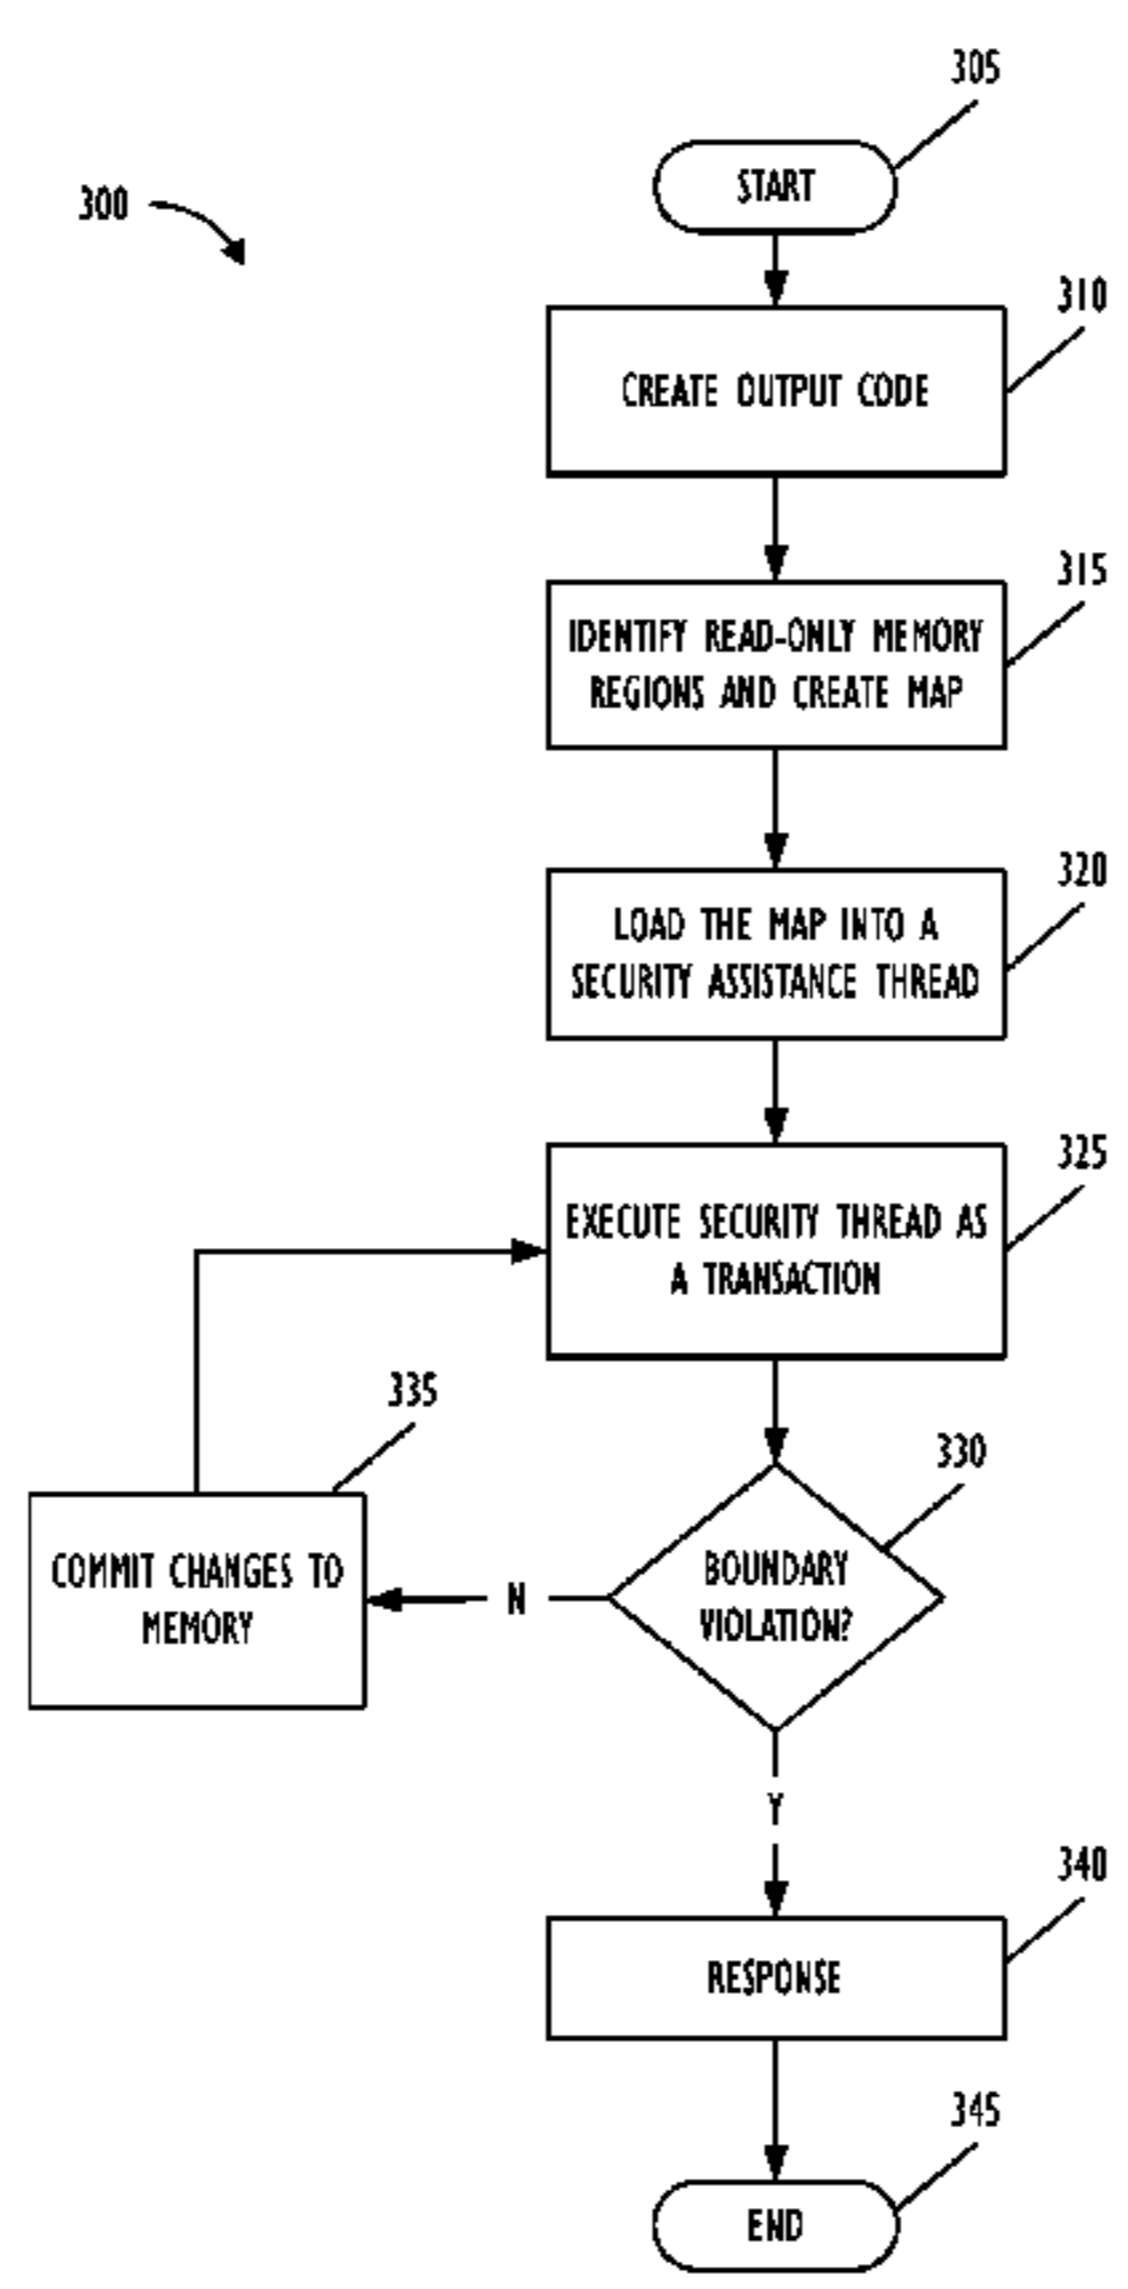 305
START
300
310
CREATE OUTPUT CODE
315
IDENTIFY READ-ONLY MEMORY
REGIONS AND CREATE MAP
320
LOAD THE MAP INTO A
SECURITY ASSISTANCE THREAD
325
EXECUTE SECURITY THREAD AS
A TRANSACTION
335
330
COMMIT CHANGES TO
MEMORY
N
BOUNDARY
VIOLATION?
Y
340
RESPONSE
345
END